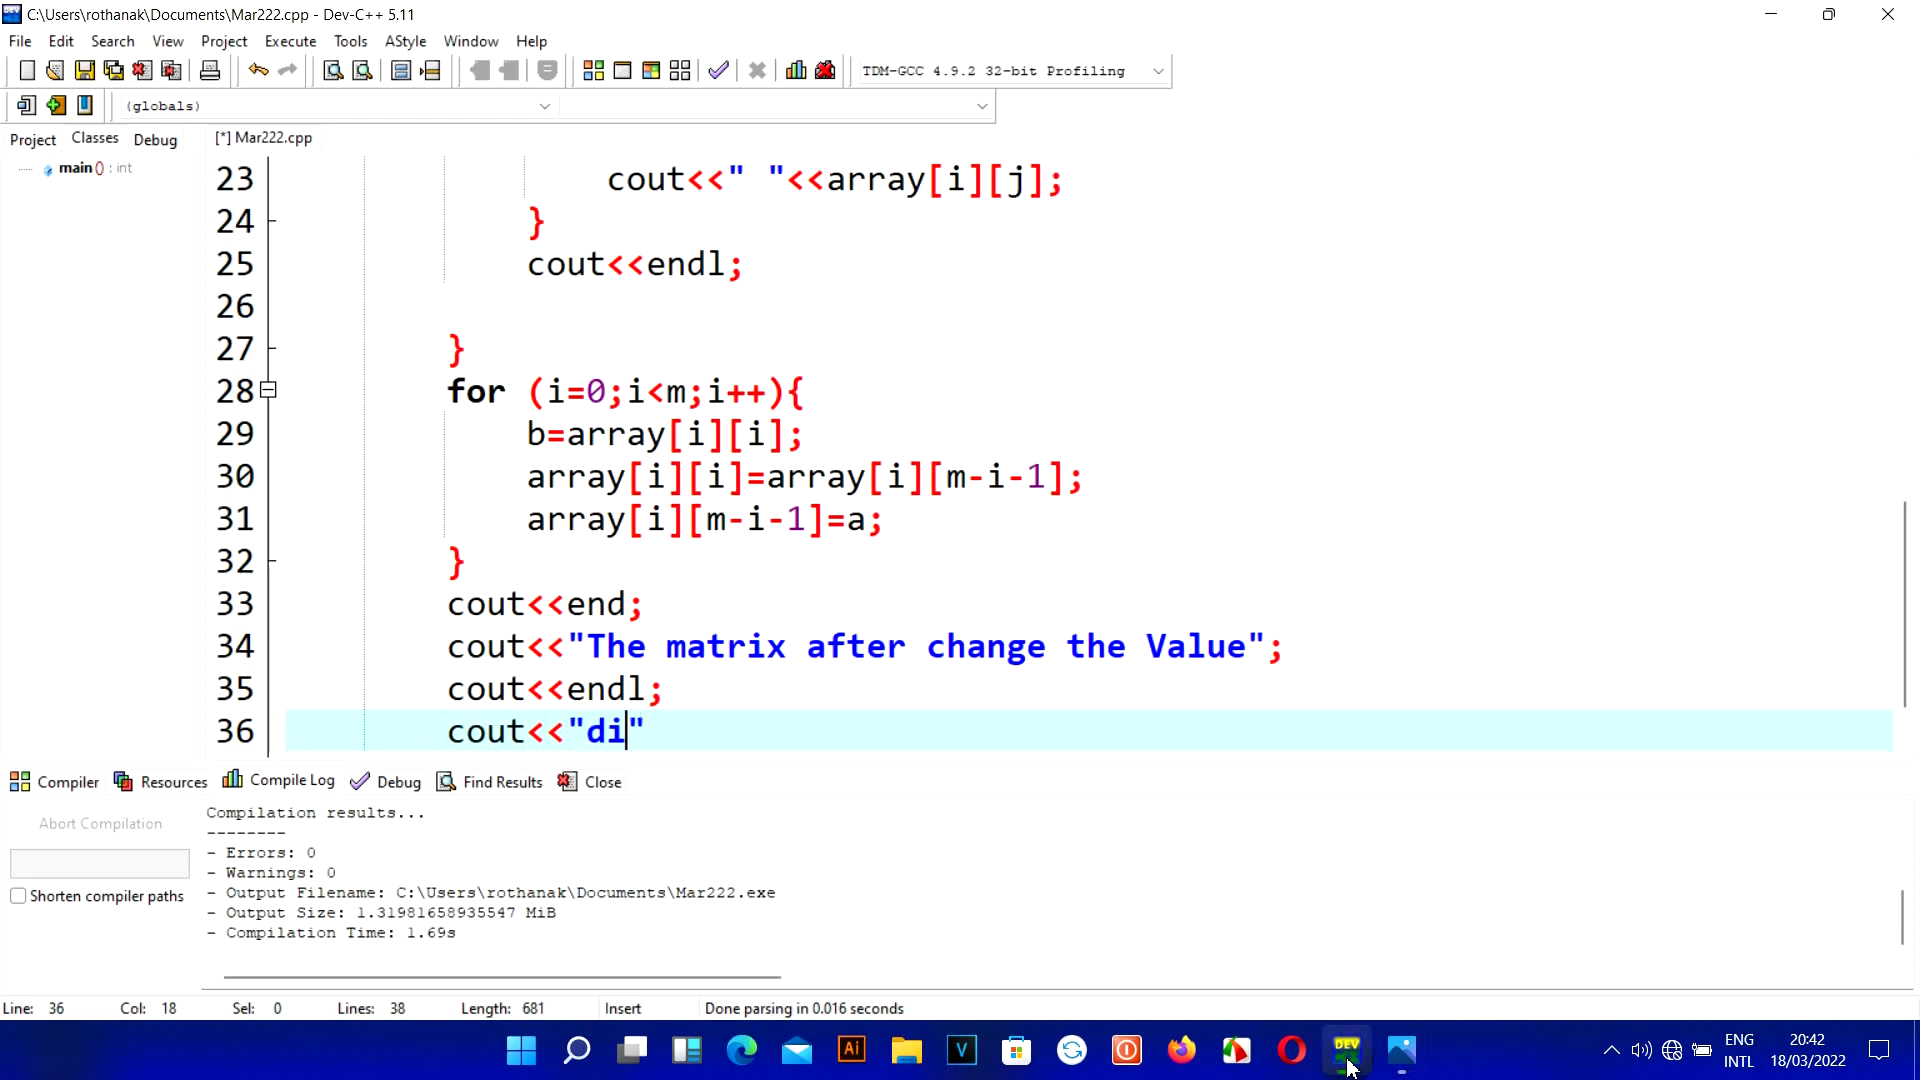 C:\Users\rothanak\Documents\Mar222.cpp - Dev-C++ 5.11
File Edit Search View Project Execute Tools AStyle Window Help
TDM-GCC 4.9.2 32-bit Profiling
(globals)
Project Classes Debug [*] Mar222.cpp
main () : int
23 cout<<" "<<array[i][j];
24 }
25 cout<<endl;
26
27 }
28 for (i=0;i<m;i++){
29 b=array[i][i];
30 array[i][i]=array[i][m-i-1];
31 array[i][m-i-1]=a;
32 }
33 cout<<end;
34 cout<<"The matrix after change the Value";
35 cout<<endl;
36 cout<<"di"
Compiler Resources Compile Log Debug Find Results Close
Abort Compilation
Shorten compiler paths
Compilation results...
--------
- Errors: 0
- Warnings: 0
- Output Filename: C:\Users\rothanak\Documents\Mar222.exe
- Output Size: 1.31981658935547 MiB
- Compilation Time: 1.69s
Line: 36 Col: 18 Sel: 0 Lines: 38 Length: 681 Insert Done parsing in 0.016 seconds
Ai
V
DEV
ENG
INTL
20:42
18/03/2022